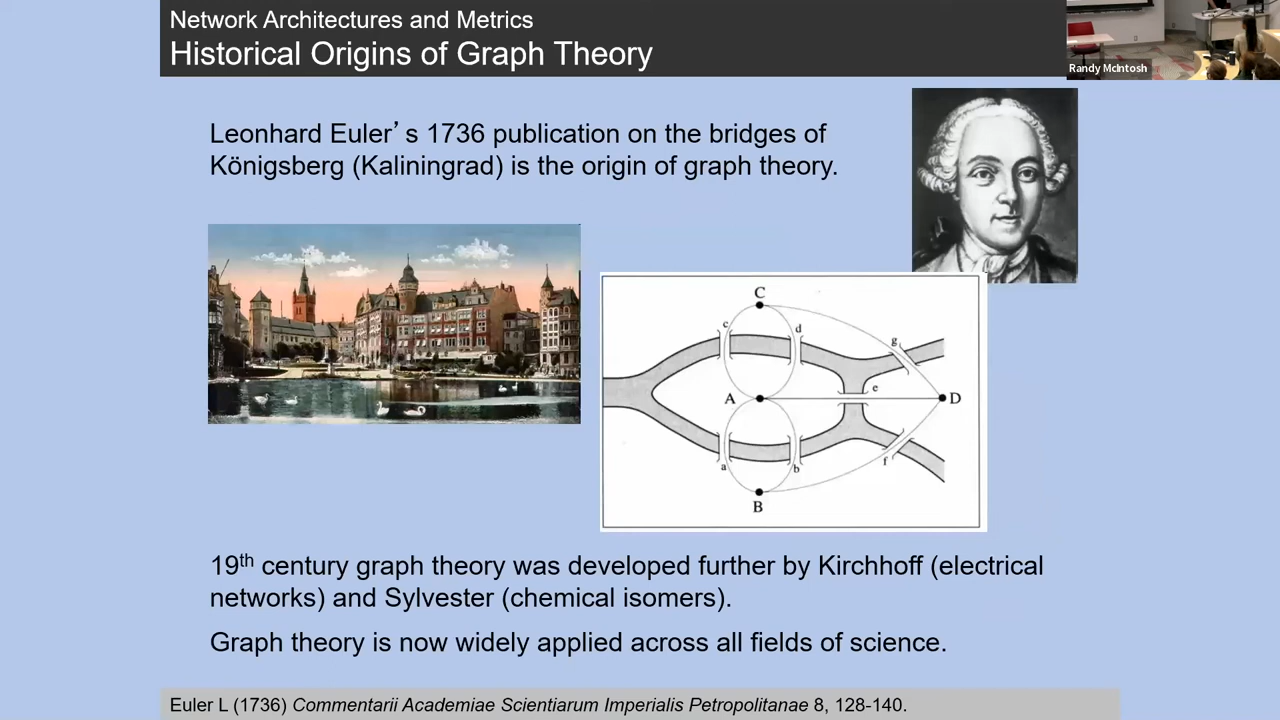 Network Architectures and Metrics
Historical Origins of Graph Theory
Randy McIntosh
Leonhard Euler’s 1736 publication on the bridges of
Königsberg (Kaliningrad) is the origin of graph theory.
C
c
d
g
A
e
D
a
b
f
B
19th century graph theory was developed further by Kirchhoff (electrical
networks) and Sylvester (chemical isomers).
Graph theory is now widely applied across all fields of science.
Euler L (1736) Commentarii Academiae Scientiarum Imperialis Petropolitanae 8, 128-140.